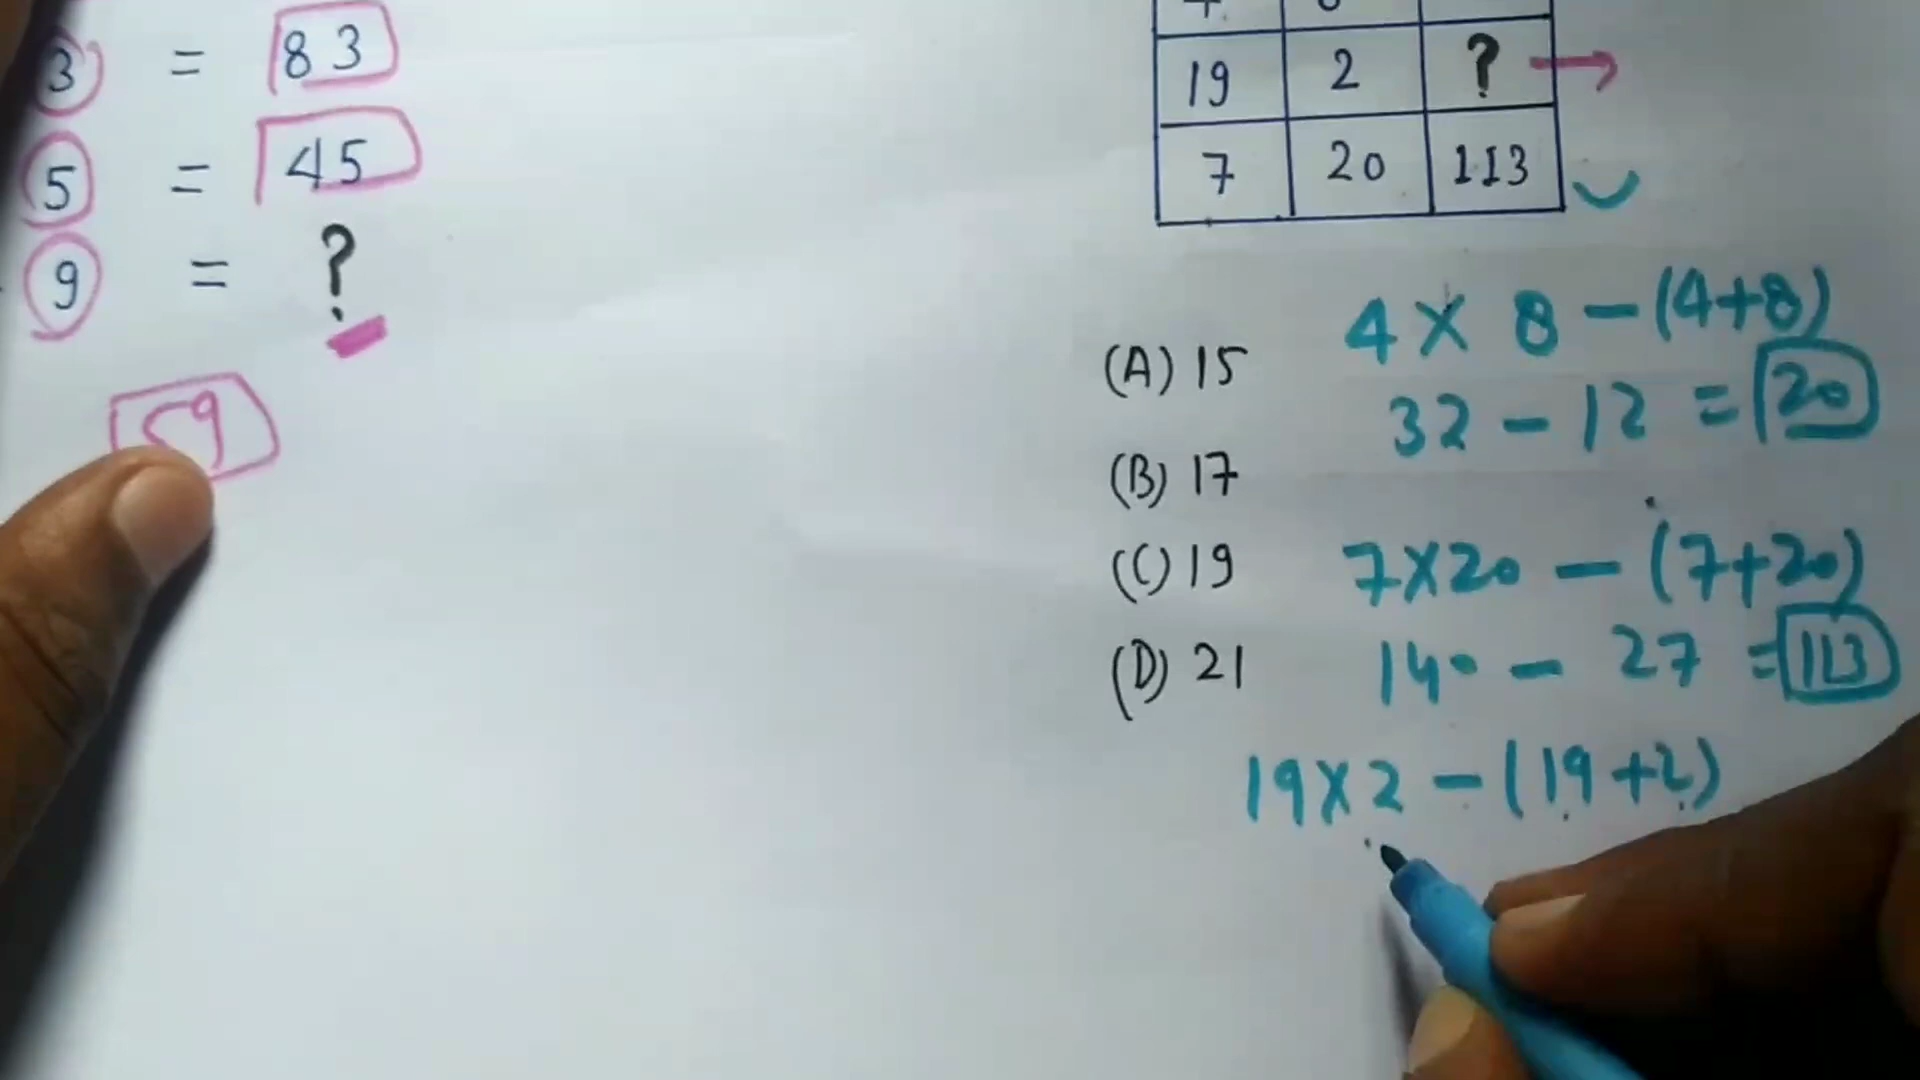 3 = 83
5 = 45
9 = ?
59
19 2 ?
7 20 113
(A) 15
(B) 17
(C) 19
(D) 21
4 × 8 - (4+8)
32 - 12 = 20
7×20 - (7+20)
140 - 27 = 113
19×2 - (19+2)